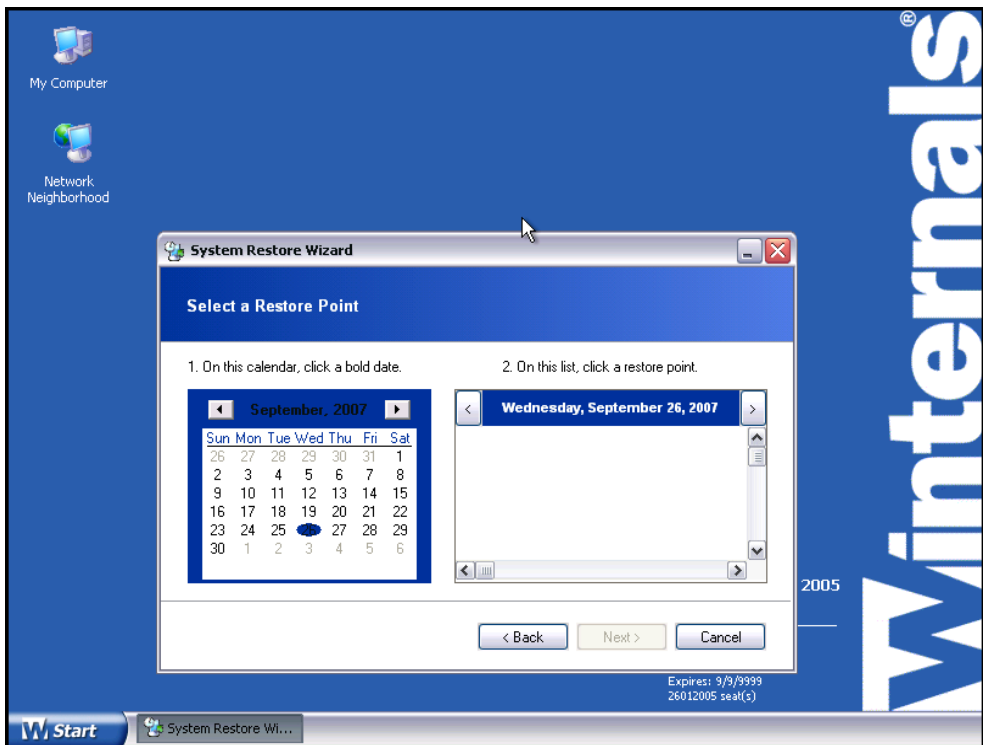 My Computer
Network
Neighborhood
Winternals®
System Restore Wizard
Select a Restore Point
1. On this calendar, click a bold date.
September, 2007
Sun Mon Tue Wed Thu Fri Sat
26 27 28 29 30 31 1
2 3 4 5 6 7 8
9 10 11 12 13 14 15
16 17 18 19 20 21 22
23 24 25 26 27 28 29
30 1 2 3 4 5 6
2. On this list, click a restore point.
Wednesday, September 26, 2007
< Back
Next >
Cancel
2005
Expires: 9/9/9999
26012005 seat(s)
Start
System Restore Wi...